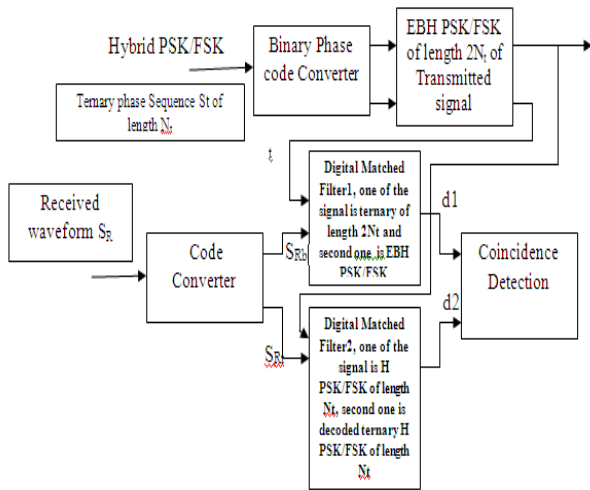 Hybrid PSK/FSK
Binary Phase
code Converter
EBH PSK/FSK
of length 2Nt of
Transmitted
signal
Ternary phase Sequence St of
length Nt
t
Received
waveform SR
Code
Converter
SRb
SRt
Digital Matched
Filter1, one of the
signal is ternary of
length 2Nt and
second one is EBH
PSK/FSK
d1
d2
Coincidence
Detection
Digital Matched
Filter2, one of the
signal is H
PSK/FSK of length
Nt, second one is
decoded ternary H
PSK/FSK of length
Nt